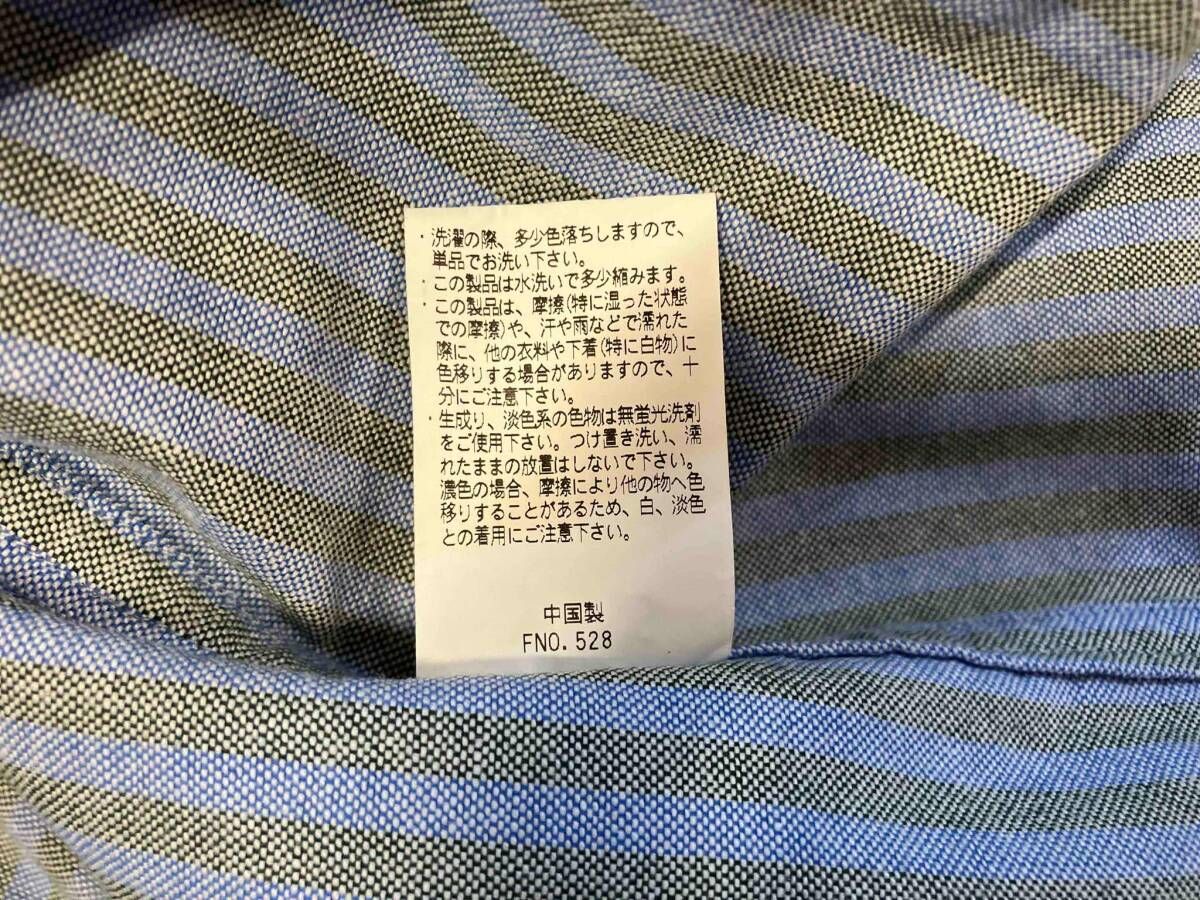 ・洗濯の際、多少色落ちしますので、
単品でお洗い下さい。
・この製品は水洗いで多少縮みます。
・この製品は、摩擦(特に湿った状態
での摩擦)や、汗や雨などで濡れた
際に、他の衣料や下着(特に白物)に
色移りする場合がありますので、十
分にご注意下さい。
・生成り、淡色系の色物は無蛍光洗剤
をご使用下さい。つけ置き洗い、濡
れたままの放置はしないで下さい。
濃色の場合、摩擦により他の物へ色
移りすることがあるため、白、淡色
との着用にご注意下さい。
中国製
FNO.528